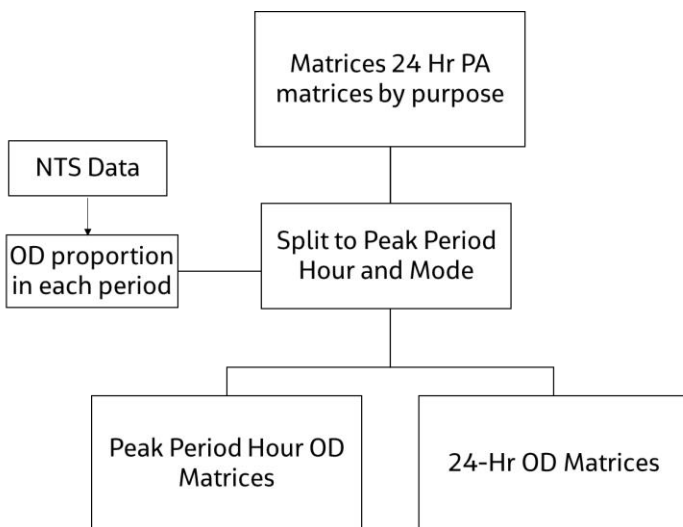 Matrices 24 Hr PA
matrices by purpose
NTS Data
OD proportion
in each period
Split to Peak Period
Hour and Mode
Peak Period Hour OD
Matrices
24-Hr OD Matrices